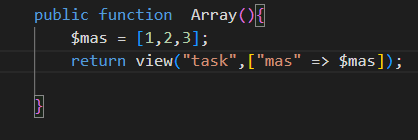 public function  Array(){
$mas = [1,2,3];
return view("task",["mas" => $mas]);
}